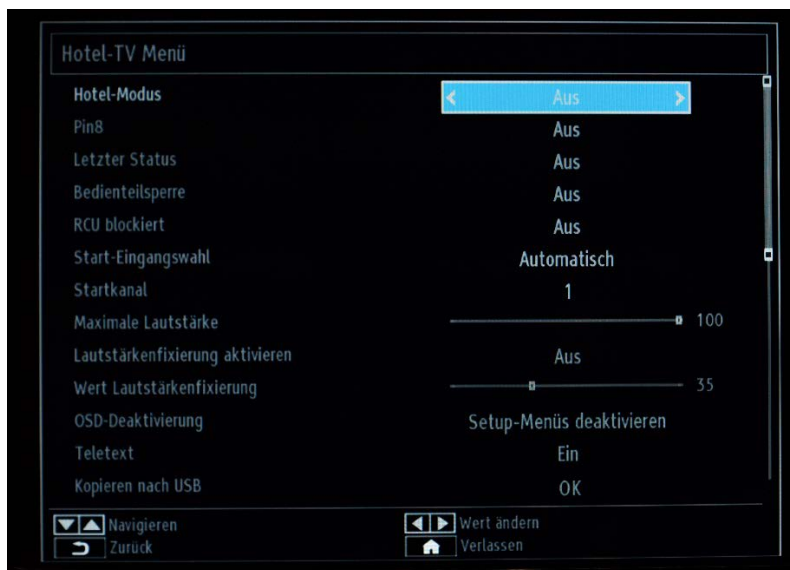 Hotel-TV Menü
Hotel-Modus Aus
Pin8 Aus
Letzter Status Aus
Bedienteilsperre Aus
RCU blockiert Aus
Start-Eingangswahl Automatisch
Startkanal 1
Maximale Lautstärke 100
Lautstärkenfixierung aktivieren Aus
Wert Lautstärkenfixierung 35
OSD-Deaktivierung Setup-Menüs deaktivieren
Teletext Ein
Kopieren nach USB OK
Navigieren Wert ändern
Zurück Verlassen